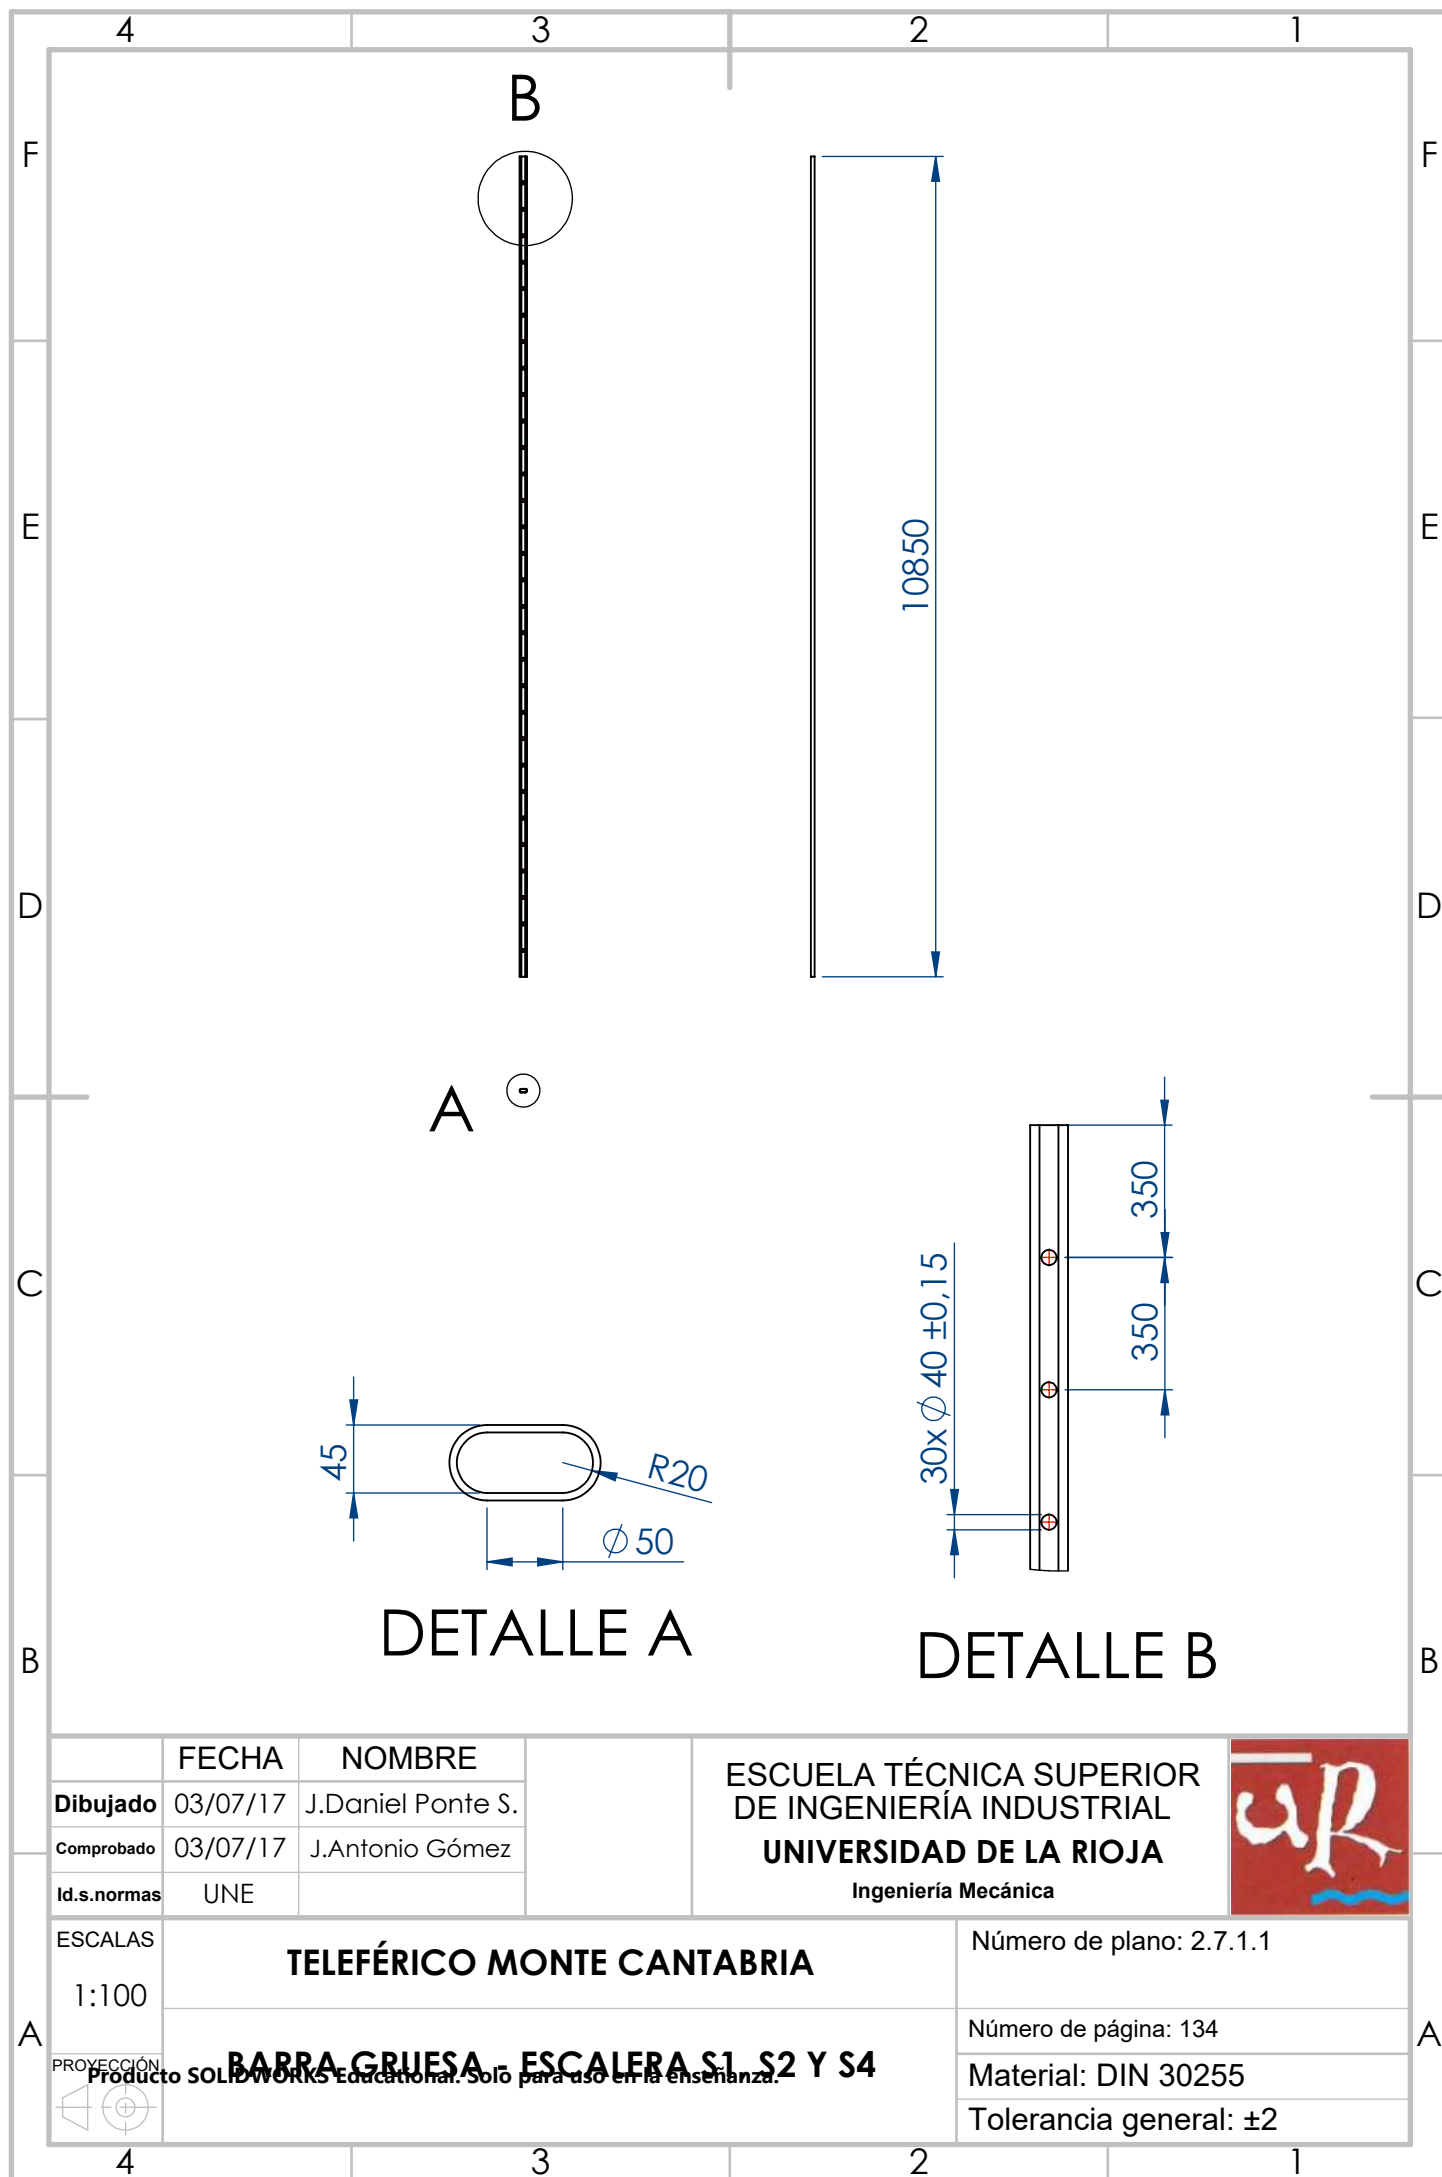 4 3 2 1
B
F F
10850
E E
D D
A
350
C C
350
30x Ø 40 ±0,15
45
R20
Ø 50
DETALLE A
DETALLE B
B B
FECHA NOMBRE
Dibujado 03/07/17 J.Daniel Ponte S.
Comprobado 03/07/17 J.Antonio Gómez
Id.s.normas UNE
ESCUELA TÉCNICA SUPERIOR
DE INGENIERÍA INDUSTRIAL
UNIVERSIDAD DE LA RIOJA
Ingeniería Mecánica
uR
ESCALAS
1:100
TELEFÉRICO MONTE CANTABRIA
Número de plano: 2.7.1.1
A A
Número de página: 134
PROYECCIÓN
BARRA GRUESA - ESCALERA S1, S2 Y S4
Producto SOLIDWORKS Educational. Solo para uso en la enseñanza.
Material: DIN 30255
Tolerancia general: ±2
4 3 2 1